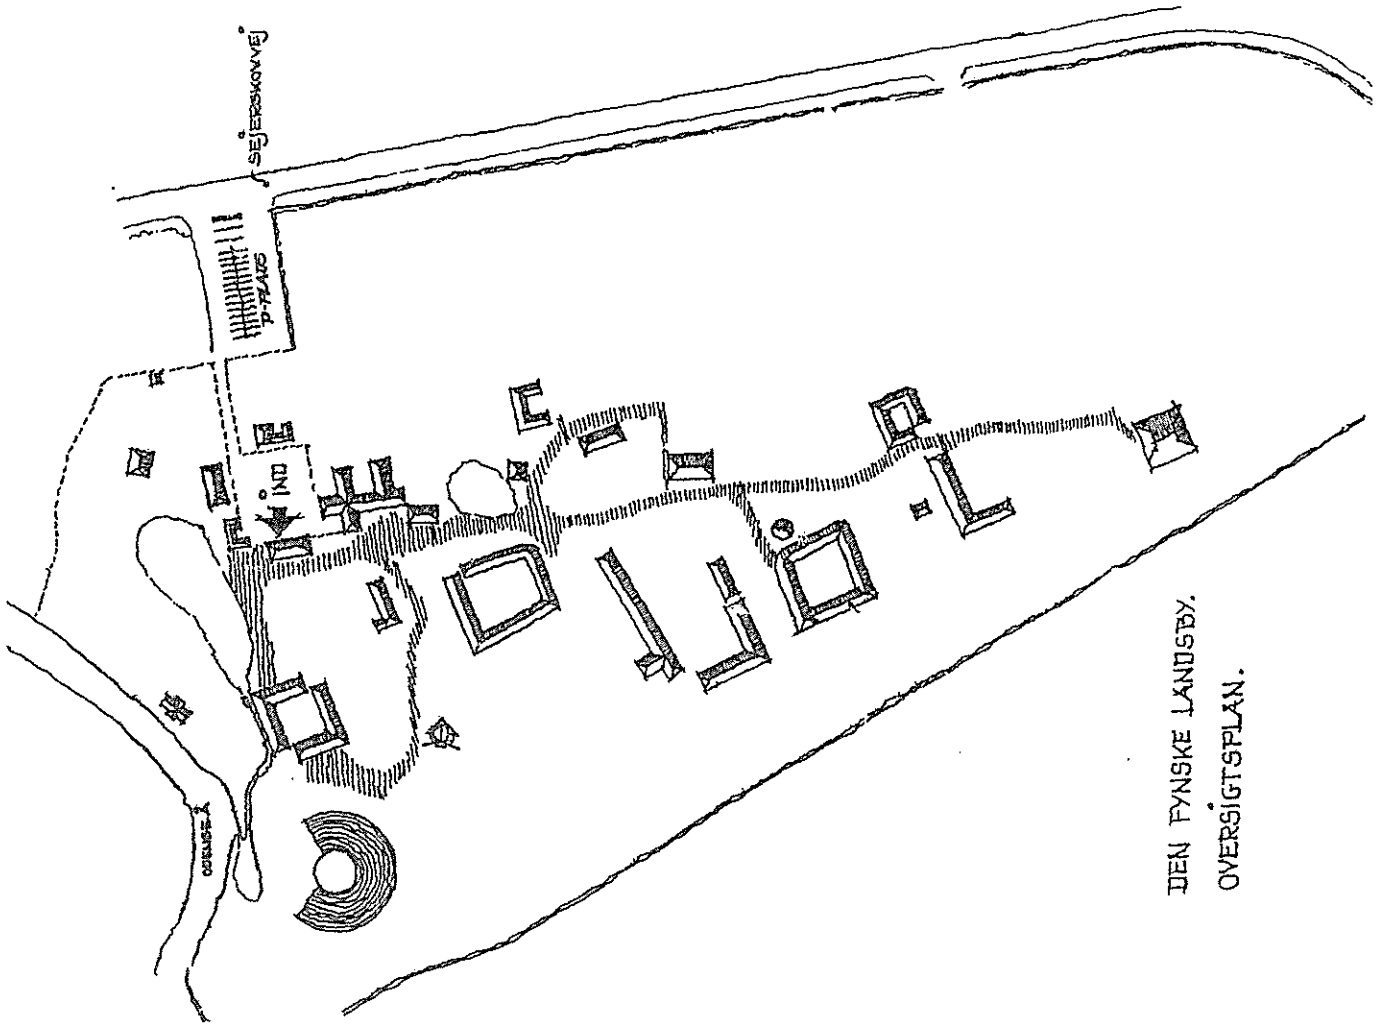 SEJERSKOVVEJ
P-PLADS
IND
ODENSE Å
DEN FYNSKE LANDSBY.
OVERSIGTSPLAN.